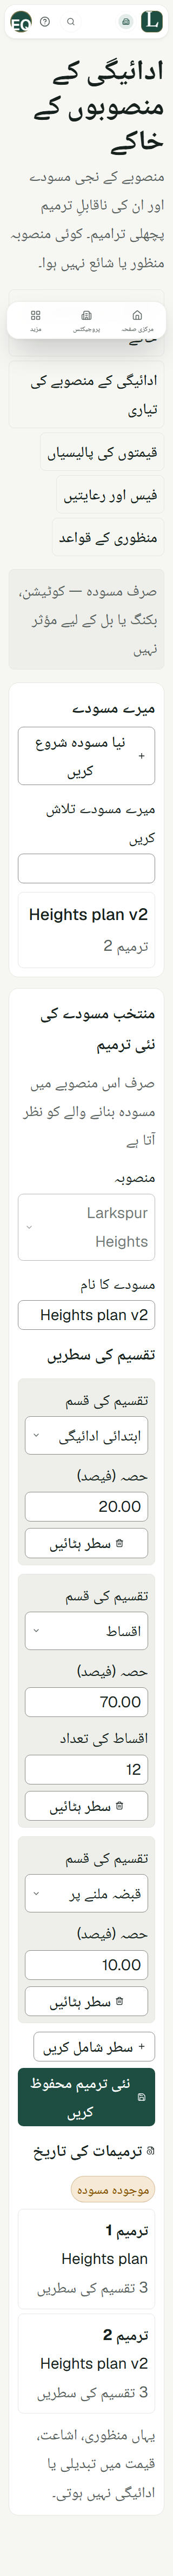 EQ
L
ادائیگی کے
منصوبوں کے
خاکے
منصوبے کے نجی مسودے
اور ان کی ناقابلِ ترمیم
پچھلی ترامیم۔ کوئی منصوبہ
منظور یا شائع نہیں ہوا۔
مرکزی صفحہ
پروجیکٹس
مزید
خاکے
ادائیگی کے منصوبے کی
تیاری
قیمتوں کی پالیسیاں
فیس اور رعایتیں
منظوری کے قواعد
صرف مسودہ — کوٹیشن،
بکنگ یا بل کے لیے مؤثر
نہیں
میرے مسودے
نیا مسودہ شروع
کریں
میرے مسودے تلاش
کریں
Heights plan v2
ترمیم 2
منتخب مسودے کی
نئی ترمیم
صرف اس منصوبے میں
مسودہ بنانے والے کو نظر
آتا ہے
منصوبہ
Larkspur
Heights
مسودے کا نام
Heights plan v2
تقسیم کی سطریں
تقسیم کی قسم
ابتدائی ادائیگی
حصہ (فیصد)
20.00
سطر ہٹائیں
تقسیم کی قسم
اقساط
حصہ (فیصد)
70.00
اقساط کی تعداد
12
سطر ہٹائیں
تقسیم کی قسم
قبضہ ملنے پر
حصہ (فیصد)
10.00
سطر ہٹائیں
+ سطر شامل کریں
نئی ترمیم محفوظ
کریں
ترمیمات کی تاریخ
موجودہ مسودہ
ترمیم 1
Heights plan
3 تقسیم کی سطریں
ترمیم 2
Heights plan v2
3 تقسیم کی سطریں
یہاں منظوری، اشاعت،
قیمت میں تبدیلی یا
ادائیگی نہیں ہوتی۔